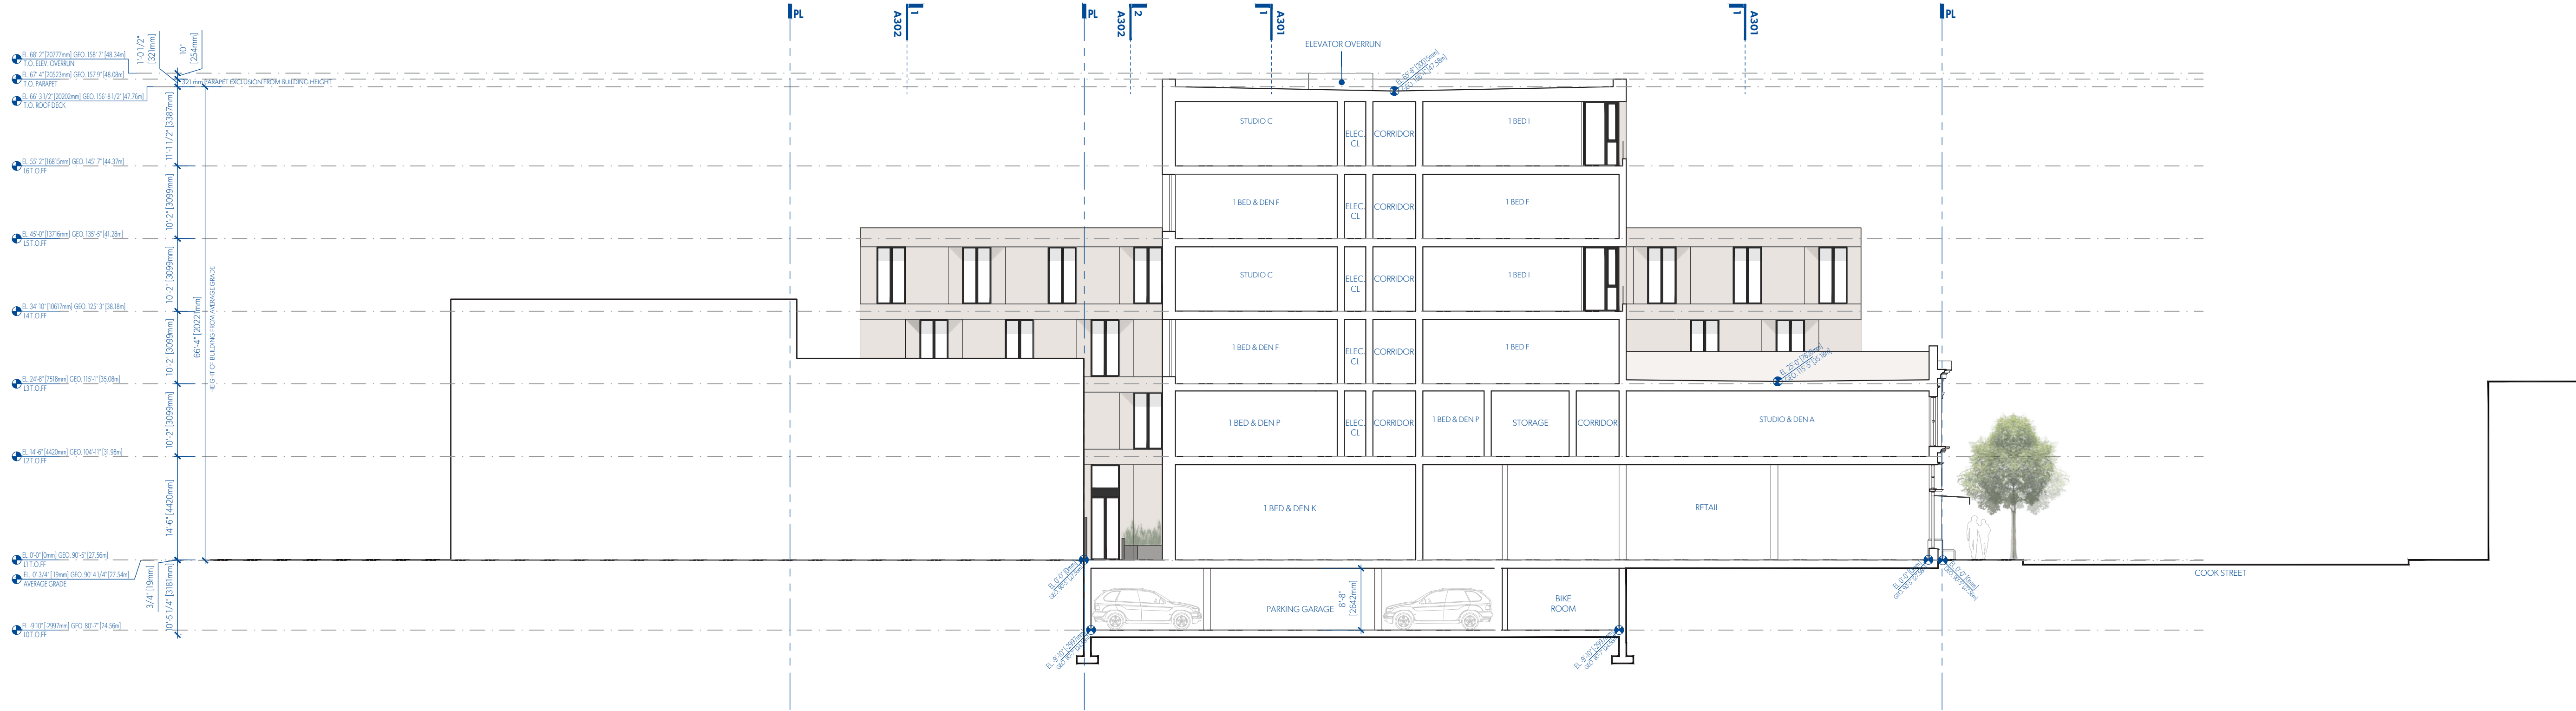 PL
A302
1
PL
A302
2
1
A301
1
A301
PL
ELEVATOR OVERRUN
EL. 68'-2" [20777mm] GEO. 158'-7" [48.34m]
T.O. ELEV. OVERRUN
EL. 67'-4" [20523mm] GEO. 157'-9" [48.08m]
T.O. PARAPET
EL. 66'-3 1/2" [20202mm] GEO. 156'-8 1/2" [47.76m]
T.O. ROOF DECK
1'-0 1/2"
[321mm]
10"
[254mm]
321 mm PARAPET EXCLUSION FROM BUILDING HEIGHT
11'-1 1/2" [3387mm]
STUDIO C
ELEC.
CL
CORRIDOR
1 BED I
EL. 55'-2" [16815mm] GEO. 145'-7" [44.37m]
L6 T.O.FF
10'-2" [3099mm]
1 BED & DEN F
ELEC.
CL
CORRIDOR
1 BED F
EL. 45'-0" [13716mm] GEO. 135'-5" [41.28m]
L5 T.O.FF
10'-2" [3099mm]
STUDIO C
ELEC.
CL
CORRIDOR
1 BED I
EL. 34'-10" [10617mm] GEO. 125'-3" [38.18m]
L4 T.O.FF
10'-2" [3099mm]
66'-4" [20221mm]
HEIGHT OF BUILDING FROM AVERAGE GRADE
1 BED & DEN F
ELEC.
CL
CORRIDOR
1 BED F
EL. 24'-8" [7518mm] GEO. 115'-1" [35.08m]
L3 T.O.FF
10'-2" [3099mm]
1 BED & DEN P
ELEC.
CL
CORRIDOR
1 BED & DEN P
STORAGE
CORRIDOR
STUDIO & DEN A
EL. 14'-6" [4420mm] GEO. 104'-11" [31.98m]
L2 T.O.FF
14'-6" [4420mm]
1 BED & DEN K
RETAIL
EL. 0'-0" [0mm] GEO. 90'-5" [27.56m]
L1 T.O.FF
EL. -0'-3/4" [-19mm] GEO. 90' 4 1/4" [27.54m]
AVERAGE GRADE
3/4" [19mm]
10'-5 1/4" [3181mm]
COOK STREET
PARKING GARAGE
8'-8"
[2642mm]
BIKE
ROOM
EL. -9'10" [-2997mm] GEO. 80'-7" [24.56m]
L0 T.O.FF